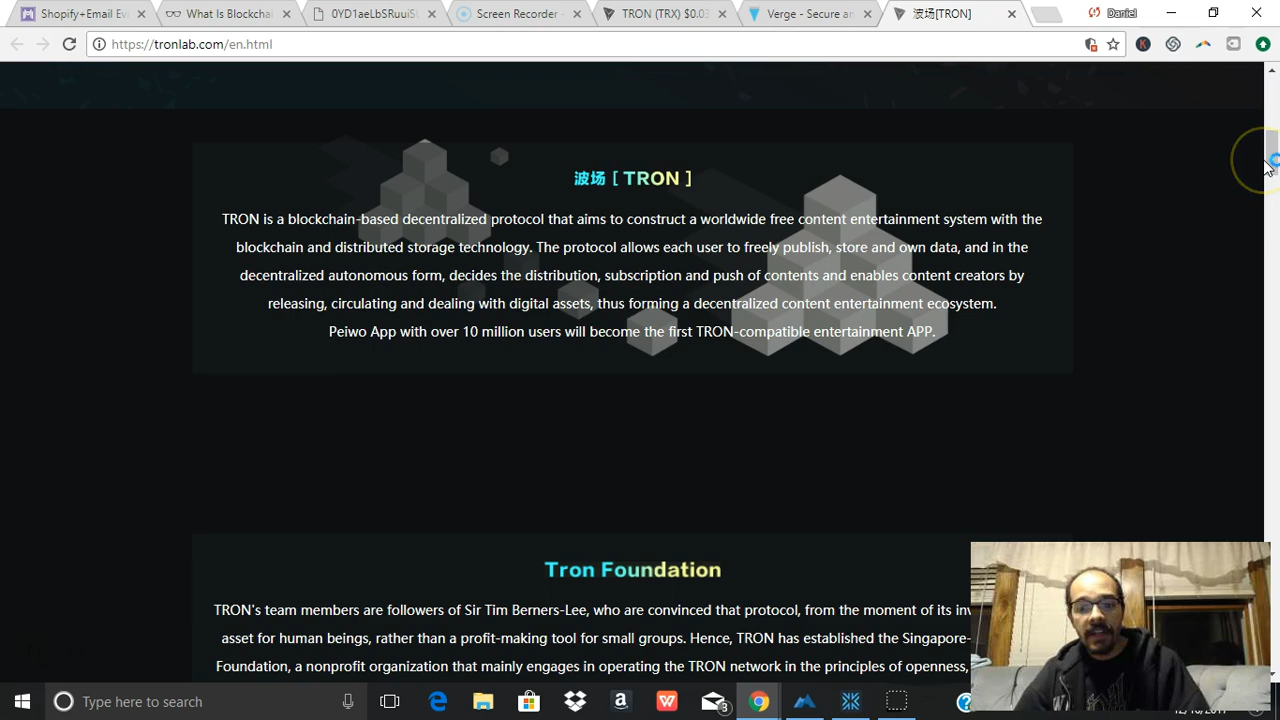 Shopify+Email Ev
What Is Blockcha
0YD1aeLbSRuuiS
Screen Recorder -
TRON (TRX) $0.03
Verge - Secure an
波场[TRON]
Daniel
https://tronlab.com/en.html
波场 [ TRON ]
TRON is a blockchain-based decentralized protocol that aims to construct a worldwide free content entertainment system with the
blockchain and distributed storage technology. The protocol allows each user to freely publish, store and own data, and in the
decentralized autonomous form, decides the distribution, subscription and push of contents and enables content creators by
releasing, circulating and dealing with digital assets, thus forming a decentralized content entertainment ecosystem.
Peiwo App with over 10 million users will become the first TRON-compatible entertainment APP.
Tron Foundation
TRON's team members are followers of Sir Tim Berners-Lee, who are convinced that protocol, from the moment of its inv
asset for human beings, rather than a profit-making tool for small groups. Hence, TRON has established the Singapore-
Foundation, a nonprofit organization that mainly engages in operating the TRON network in the principles of openness,
Type here to search
3